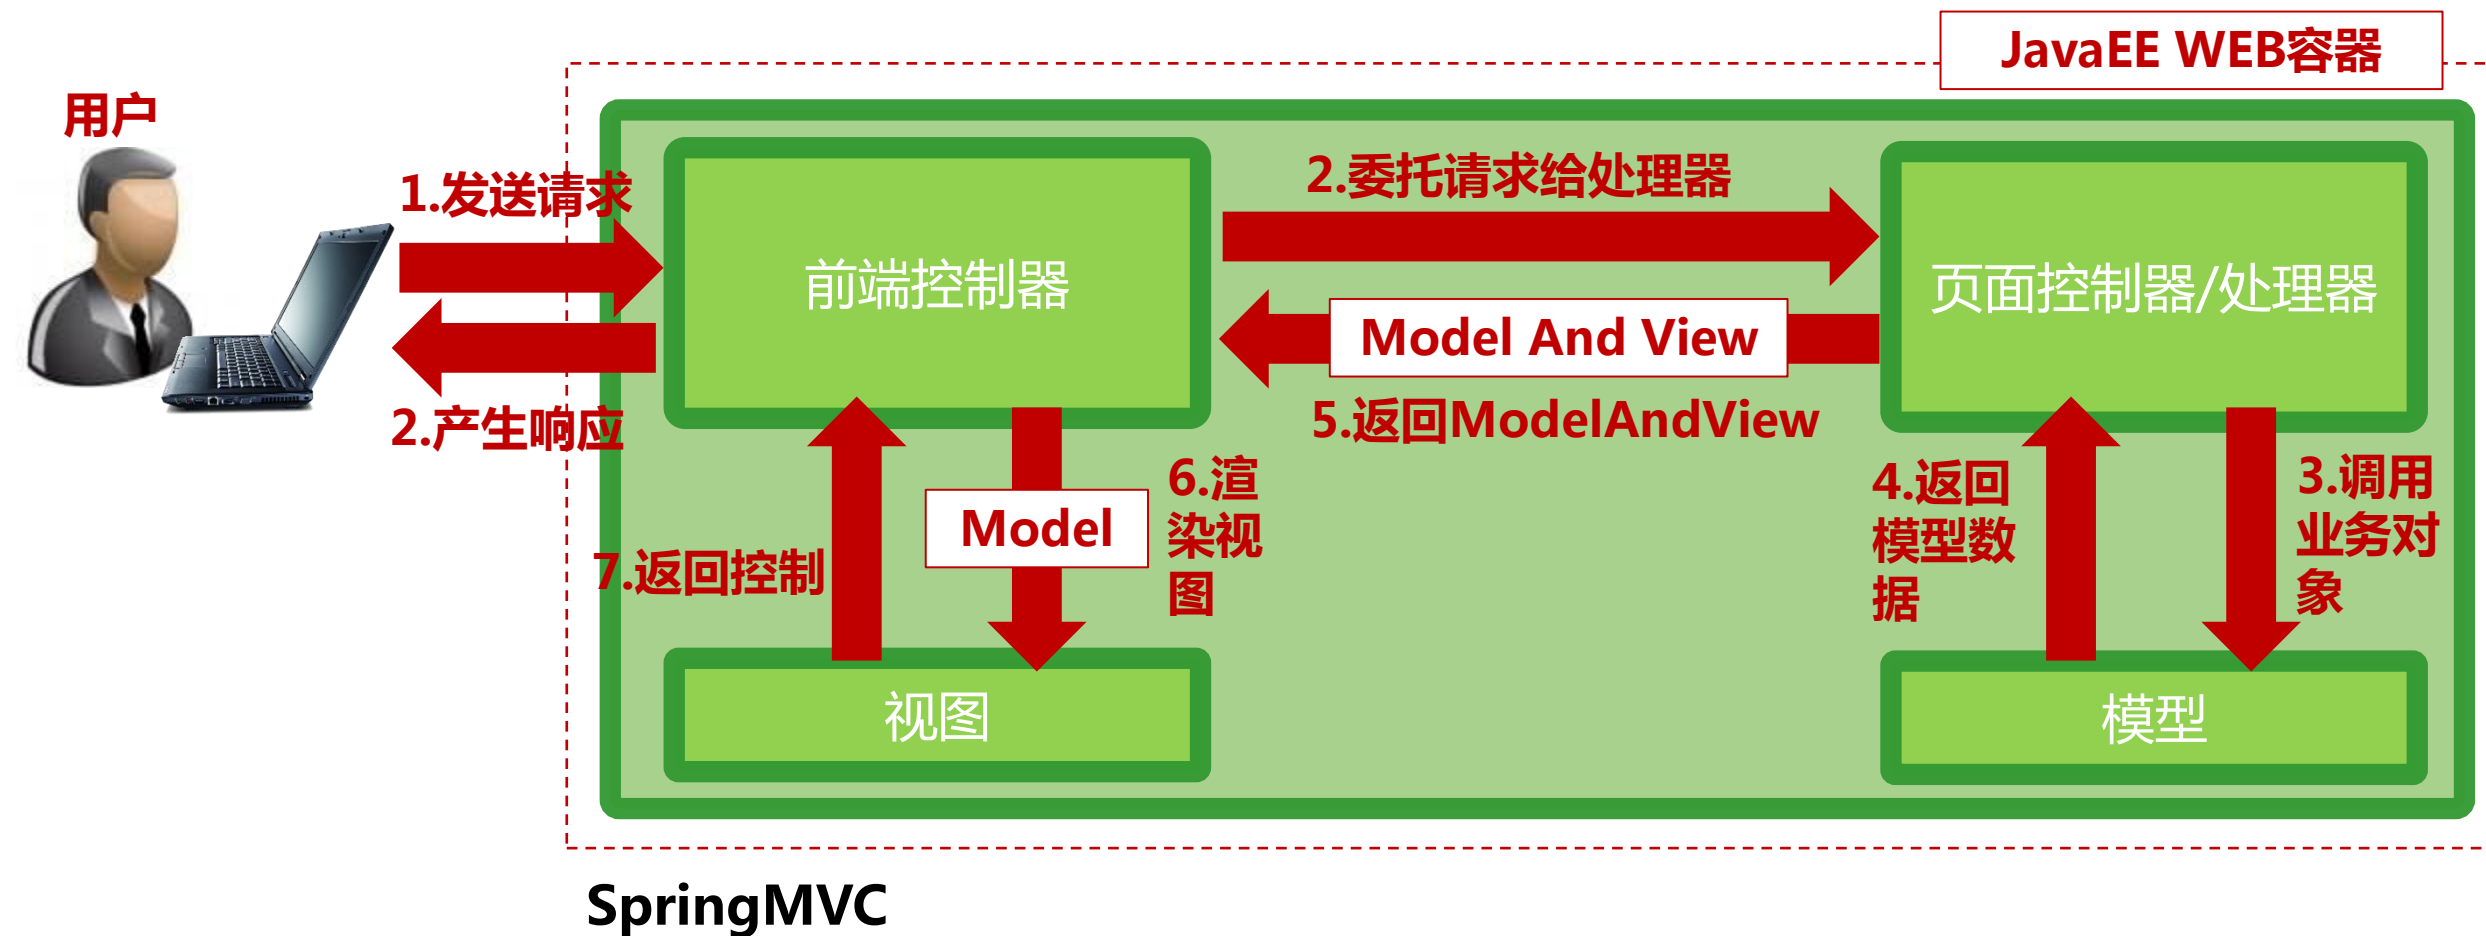 JavaEE WEB容器
用户
1.发送请求
2.委托请求给处理器
前端控制器
页面控制器/处理器
Model And View
2.产生响应
5.返回ModelAndView
6.渲
染视
图
4.返回
模型数
据
3.调用
业务对
象
Model
7.返回控制
视图
模型
SpringMVC